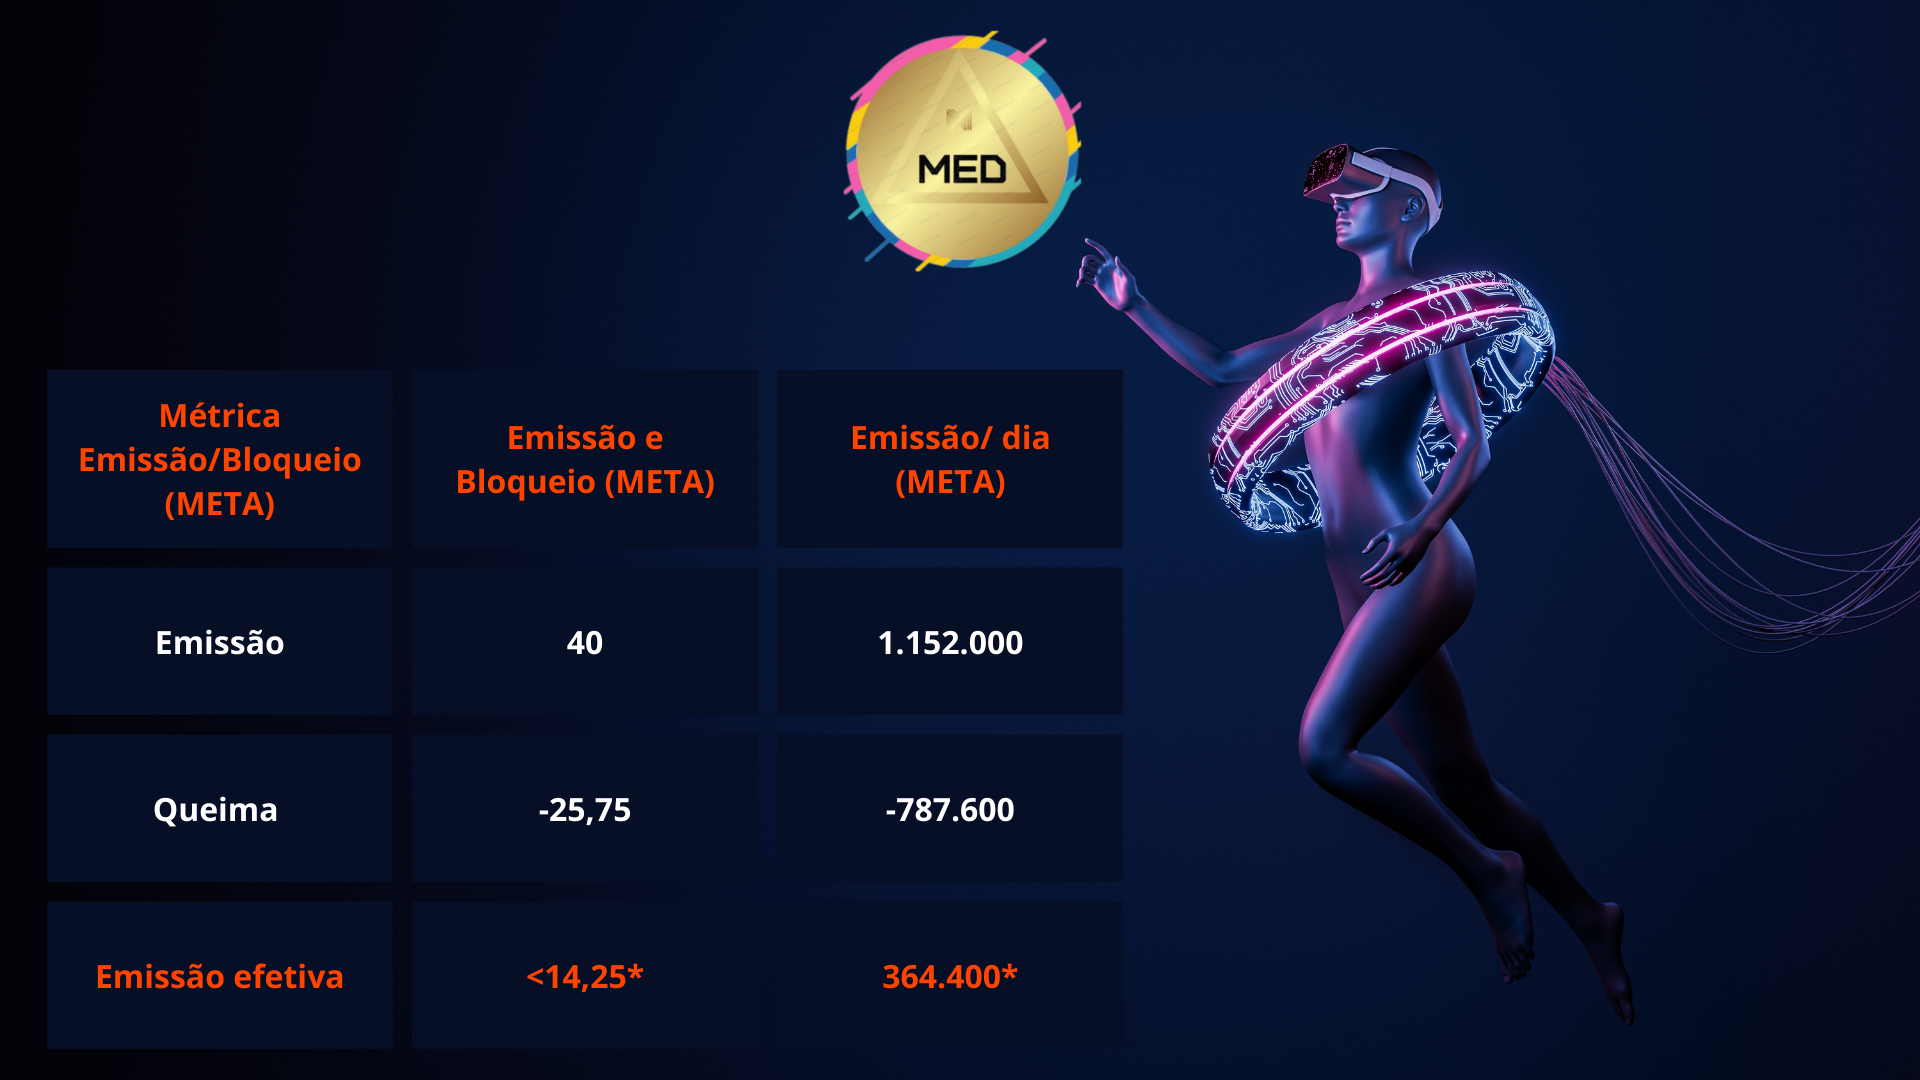 MED
Métrica
Emissão/Bloqueio
(META)
Emissão e
Bloqueio (META)
Emissão/ dia
(META)
Emissão
40
1.152.000
Queima
-25,75
-787.600
Emissão efetiva
<14,25*
364.400*